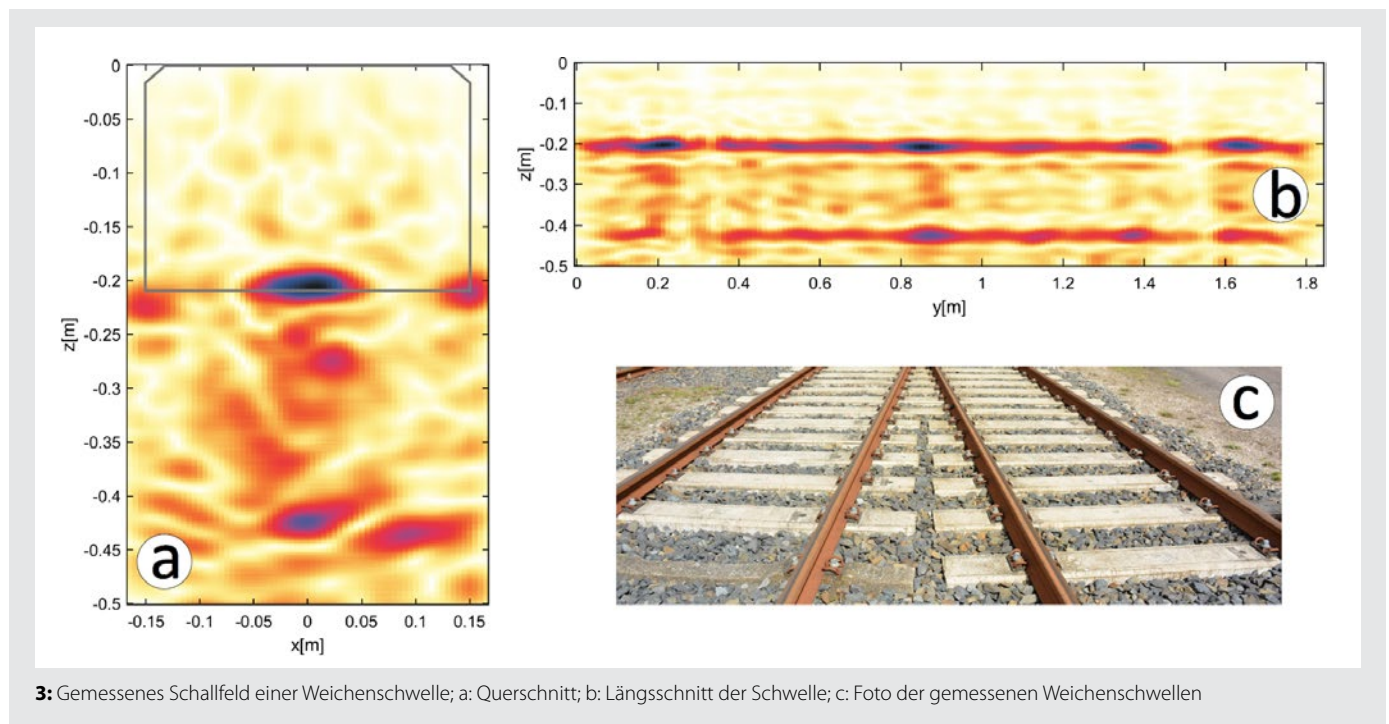 0
-0.05
-0.1
-0.15
-0.2
-0.25
-0.3
-0.35
-0.4
-0.45
-0.5
z[m]
-0.15 -0.1 -0.05 0 0.05 0.1 0.15
x[m]
a
0
-0.1
-0.2
-0.3
-0.4
-0.5
z[m]
0 0.2 0.4 0.6 0.8 1 1.2 1.4 1.6 1.8
y[m]
b
c
3: Gemessenes Schallfeld einer Weichenschwelle; a: Querschnitt; b: Längsschnitt der Schwelle; c: Foto der gemessenen Weichenschwellen